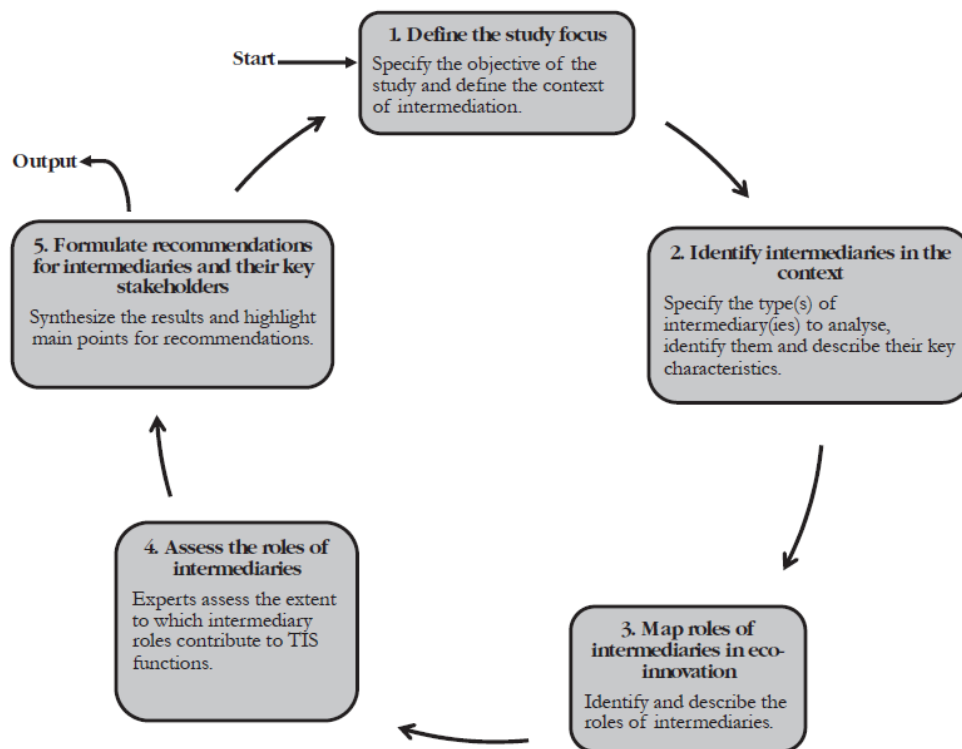 1. Define the study focus
Start
Specify the objective of the
study and define the context
of intermediation.
Output
5. Formulate recommendations
for intermediaries and their key
stakeholders
Synthesize the results and highlight
main points for recommendations.
2. Identify intermediaries in the
context
Specify the type(s) of
intermediary(ies) to analyse,
identify them and describe their key
characteristics.
4. Assess the roles of
intermediaries
Experts assess the extent
to which intermediary
roles contribute to TIS
functions.
3. Map roles of
intermediaries in eco-
innovation
Identify and describe the
roles of intermediaries.